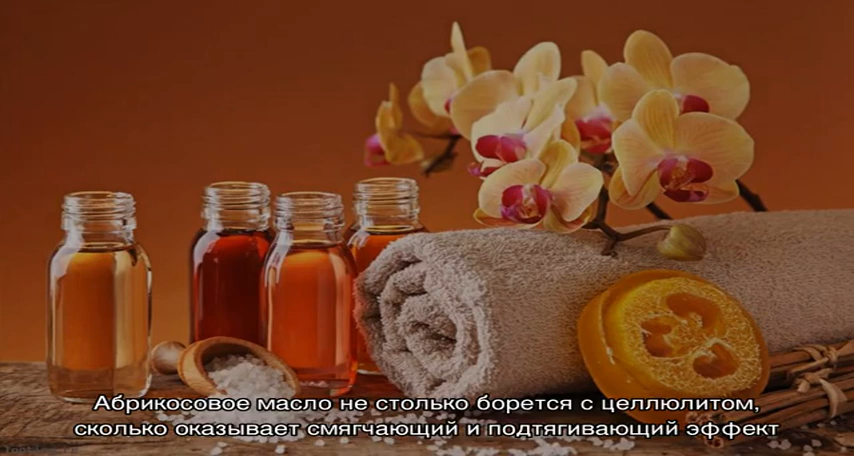 Абрикосовое масло не столько борется с целлюлитом,
сколько оказывает смягчающий и подтягивающий эффект